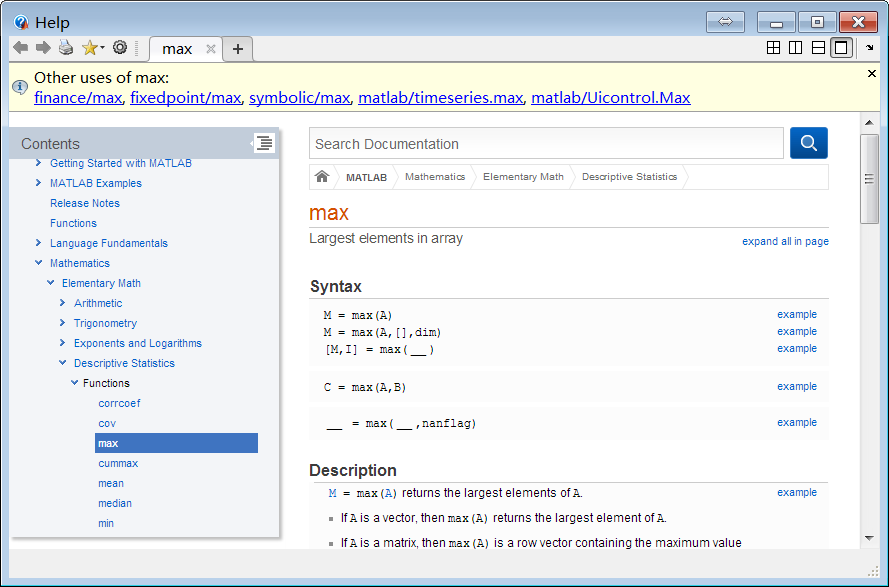 Help
max
Other uses of max:
finance/max, fixedpoint/max, symbolic/max, matlab/timeseries.max, matlab/Uicontrol.Max
Contents
Getting Started with MATLAB
MATLAB Examples
Release Notes
Functions
Language Fundamentals
Mathematics
Elementary Math
Arithmetic
Trigonometry
Exponents and Logarithms
Descriptive Statistics
Functions
corrcoef
cov
max
cummax
mean
median
min
Search Documentation
MATLAB Mathematics Elementary Math Descriptive Statistics
max
Largest elements in array
expand all in page
Syntax
M = max(A) example
M = max(A,[],dim) example
[M,I] = max(__) example
C = max(A,B) example
__ = max(__,nanflag) example
Description
M = max(A) returns the largest elements of A. example
If A is a vector, then max(A) returns the largest element of A.
If A is a matrix, then max(A) is a row vector containing the maximum value